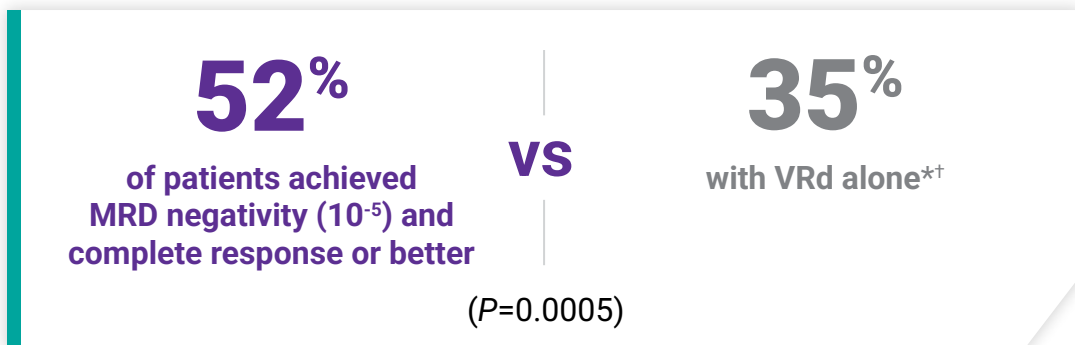 52%
of patients achieved
MRD negativity (10-5) and
complete response or better
vs
35%
with VRd alone*†
(P=0.0005)